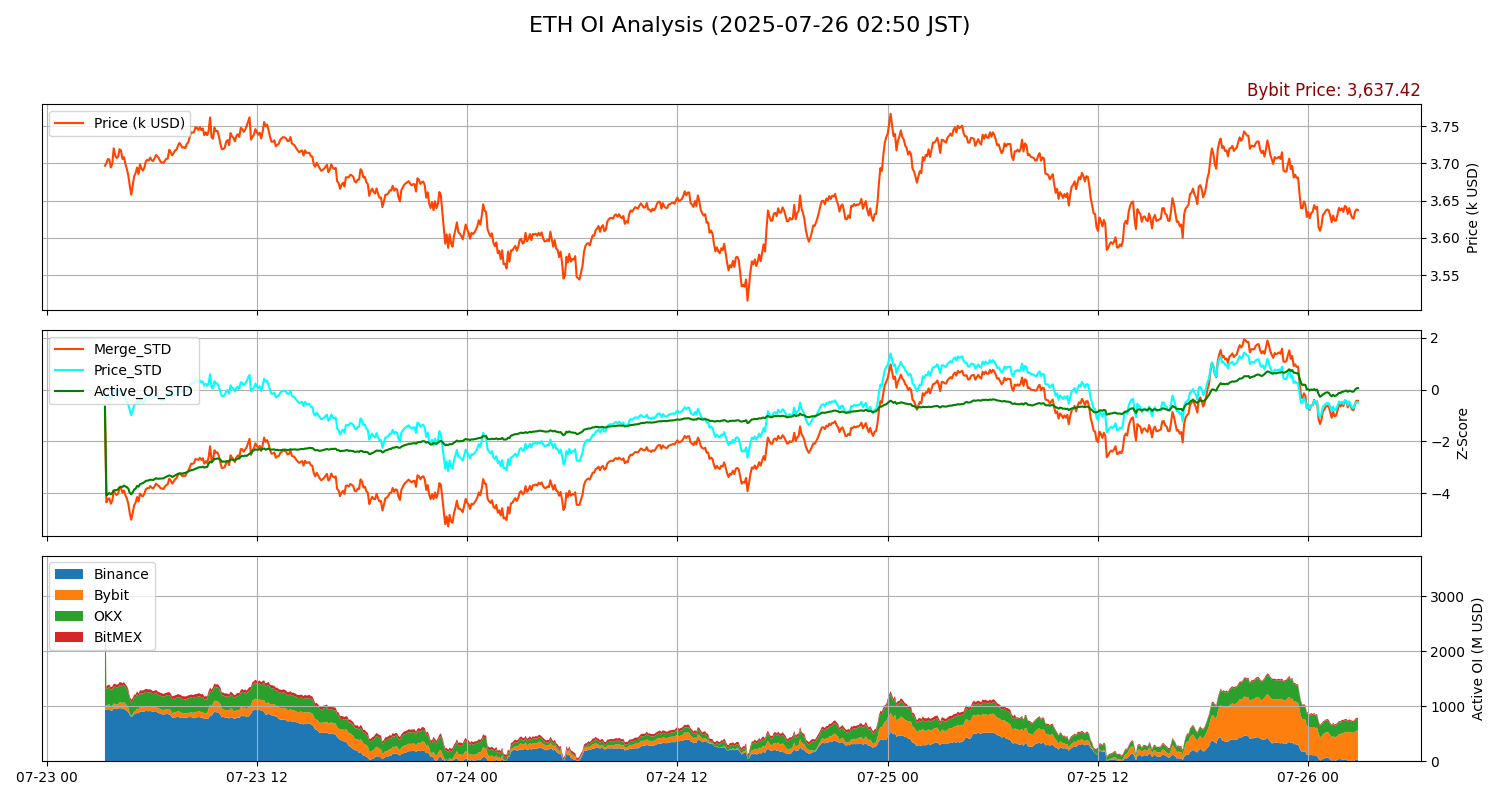 ETH OI Analysis (2025-07-26 02:50 JST)
Bybit Price: 3,637.42
Price (k USD)
3.75
3.70
3.65
3.60
3.55
Price (k USD)
Merge_STD
Price_STD
Active_OI_STD
2
0
−2
−4
Z-Score
Binance
Bybit
OKX
BitMEX
3000
2000
1000
0
Active OI (M USD)
07-23 00
07-23 12
07-24 00
07-24 12
07-25 00
07-25 12
07-26 00